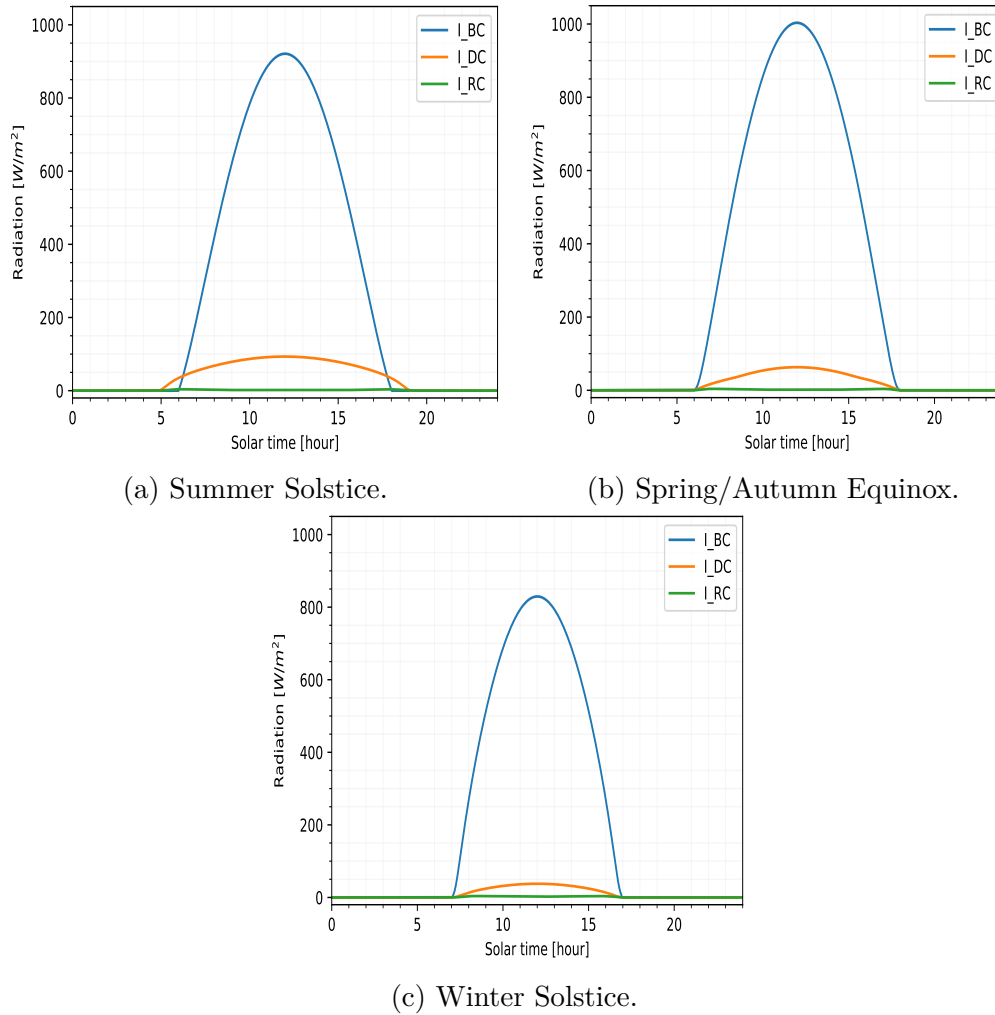 1000
800
600
400
200
0
Radiation [W/m²]
I_BC
I_DC
I_RC
0 5 10 15 20
Solar time [hour]
(a) Summer Solstice.
1000
800
600
400
200
0
Radiation [W/m²]
I_BC
I_DC
I_RC
0 5 10 15 20
Solar time [hour]
(b) Spring/Autumn Equinox.
1000
800
600
400
200
0
Radiation [W/m²]
I_BC
I_DC
I_RC
0 5 10 15 20
Solar time [hour]
(c) Winter Solstice.